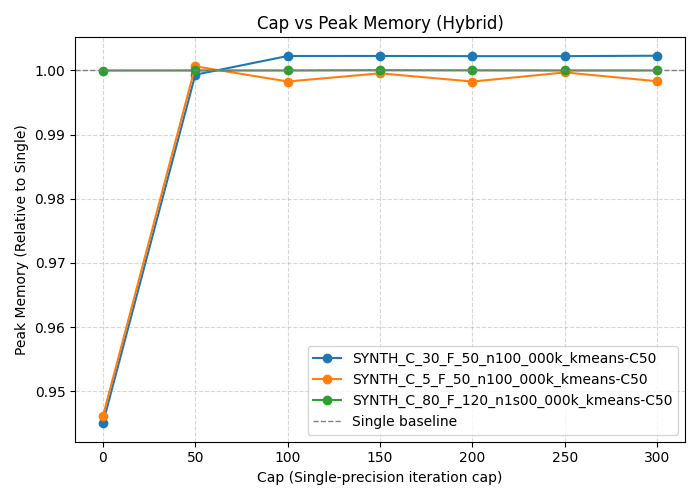 Cap vs Peak Memory (Hybrid)
Peak Memory (Relative to Single)
1.00
0.99
0.98
0.97
0.96
0.95
SYNTH_C_30_F_50_n100_000k_kmeans-C50
SYNTH_C_5_F_50_n100_000k_kmeans-C50
SYNTH_C_80_F_120_n1s00_000k_kmeans-C50
Single baseline
0 50 100 150 200 250 300
Cap (Single-precision iteration cap)